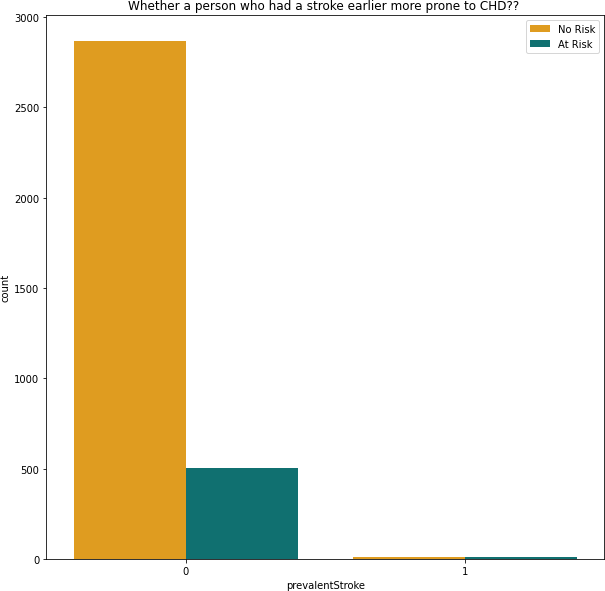 Whether a person who had a stroke earlier more prone to CHD??
No Risk
At Risk
3000
2500
2000
1500
1000
500
0
count
0 1
prevalentStroke